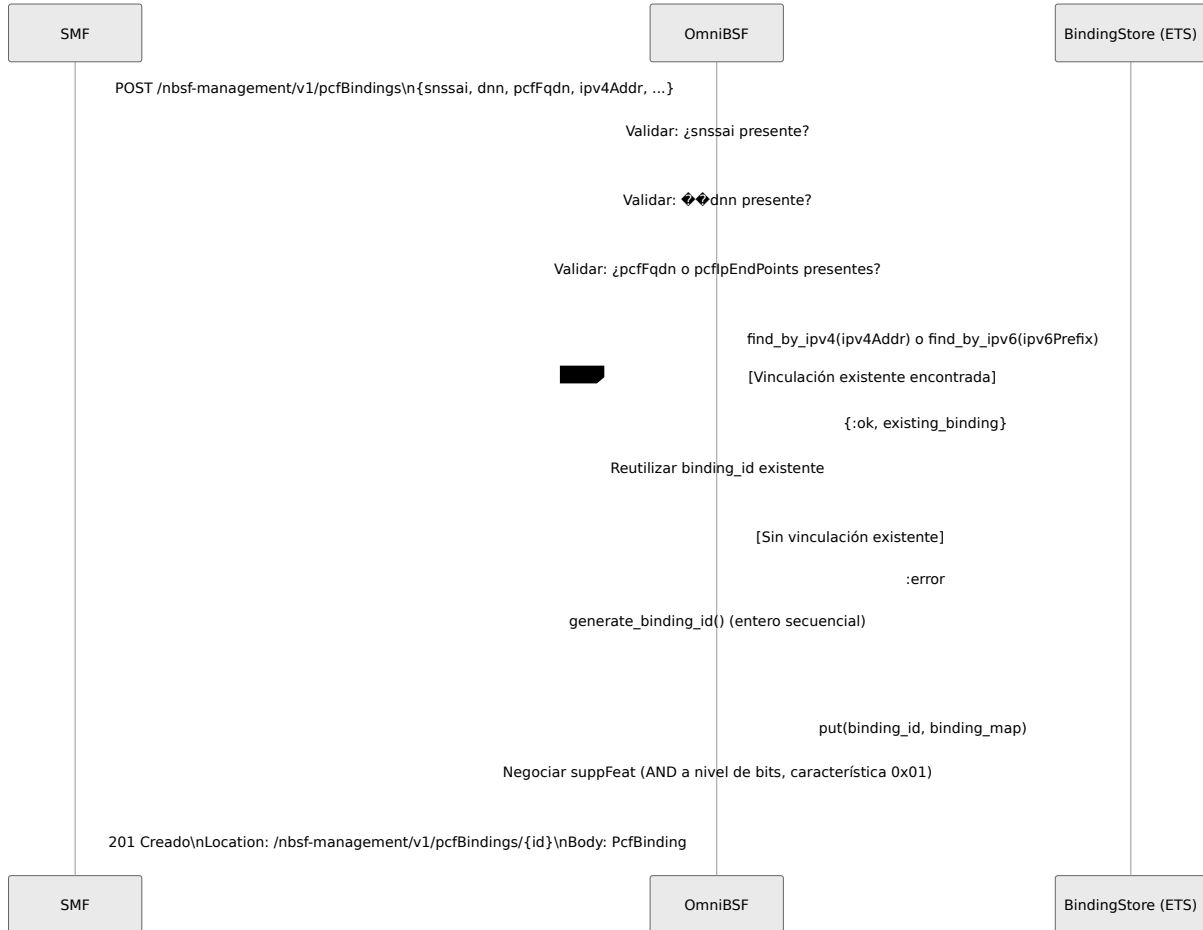 SMF OmniBSF BindingStore (ETS)
POST /nbsf-management/v1/pcfBindings\n{snssai, dnn, pcfFqdn, ipv4Addr, ...}
Validar: ¿snssai presente?
Validar: ��dnn presente?
Validar: ¿pcfFqdn o pcfIpEndPoints presentes?
find_by_ipv4(ipv4Addr) o find_by_ipv6(ipv6Prefix)
[Vinculación existente encontrada]
{:ok, existing_binding}
Reutilizar binding_id existente
[Sin vinculación existente]
:error
generate_binding_id() (entero secuencial)
put(binding_id, binding_map)
Negociar suppFeat (AND a nivel de bits, característica 0x01)
201 Creado\nLocation: /nbsf-management/v1/pcfBindings/{id}\nBody: PcfBinding
SMF OmniBSF BindingStore (ETS)